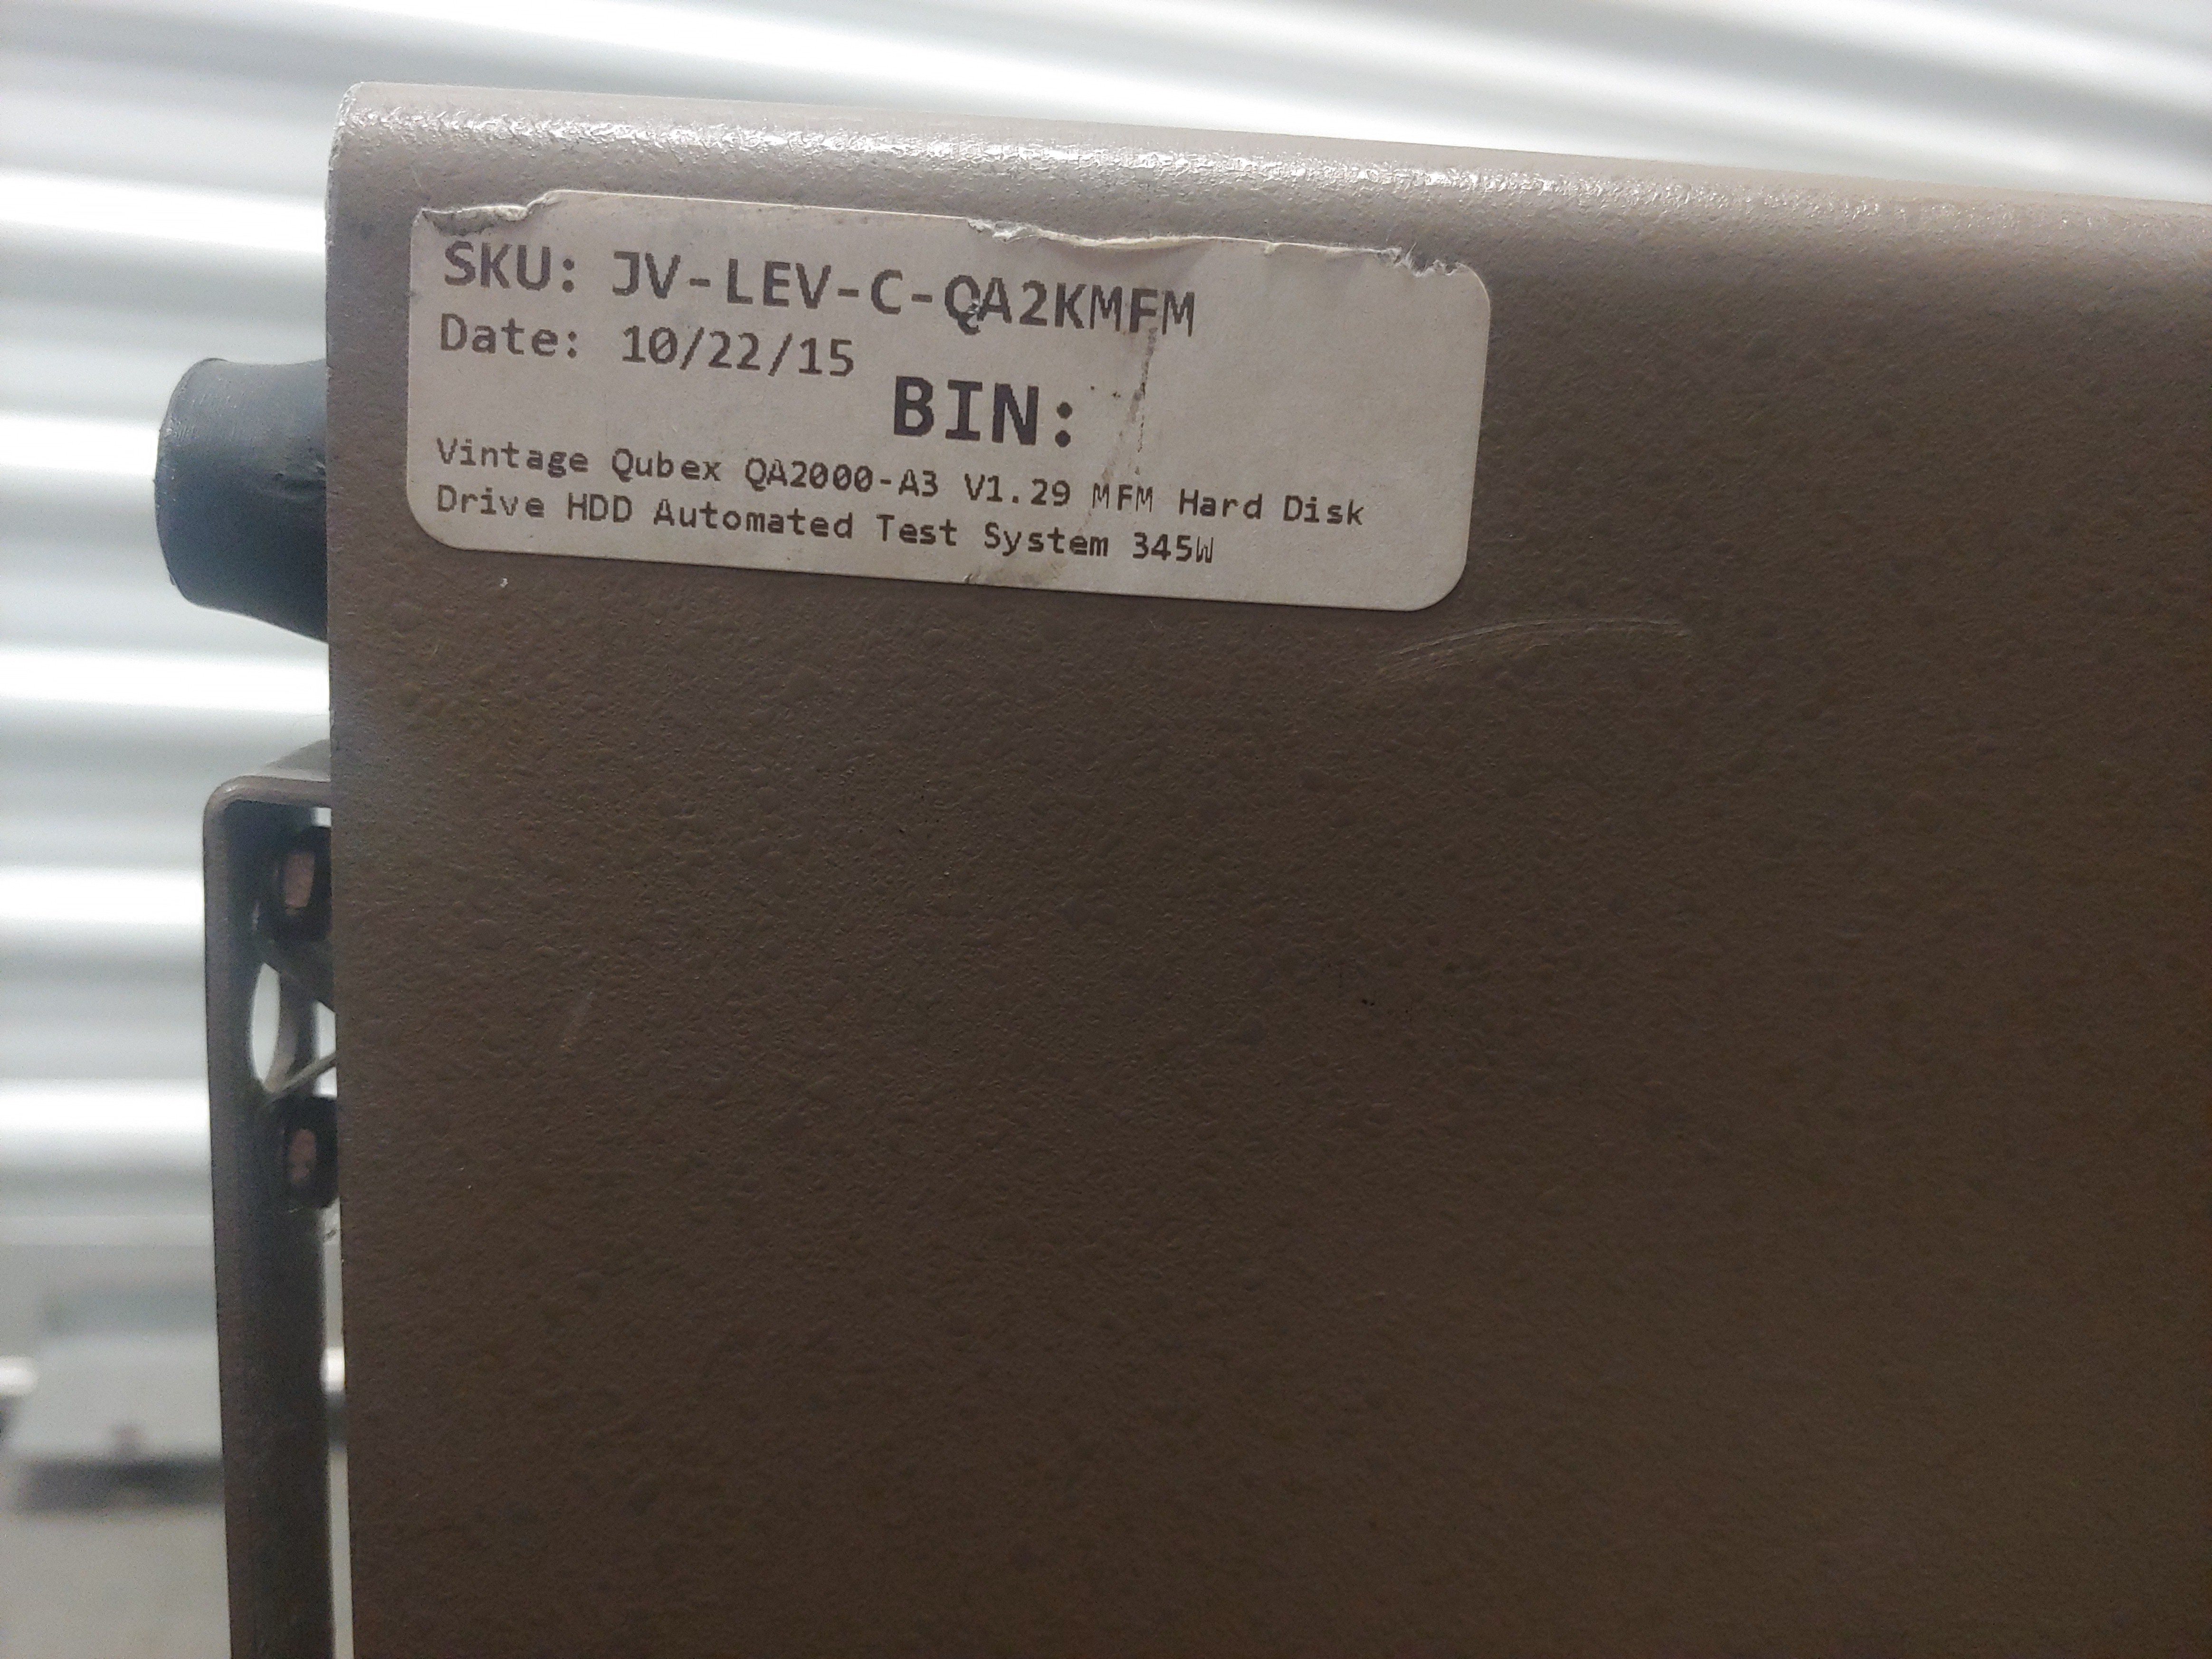 SKU: JV-LEV-C-QA2KMFM
Date: 10/22/15
BIN:
Vintage Qubex QA2000-A3 V1.29 MFM Hard Disk
Drive HDD Automated Test System 345W